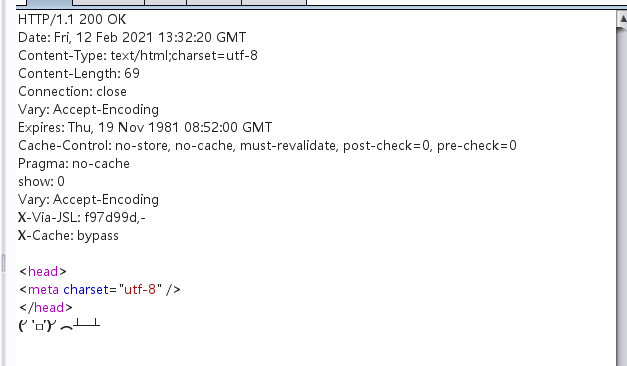 HTTP/1.1 200 OK
Date: Fri, 12 Feb 2021 13:32:20 GMT
Content-Type: text/html;charset=utf-8
Content-Length: 69
Connection: close
Vary: Accept-Encoding
Expires: Thu, 19 Nov 1981 08:52:00 GMT
Cache-Control: no-store, no-cache, must-revalidate, post-check=0, pre-check=0
Pragma: no-cache
show: 0
Vary: Accept-Encoding
X-Via-JSL: f97d99d,-
X-Cache: bypass
<head>
<meta charset="utf-8" />
</head>
(╯‵□′)╯︵┴─┴